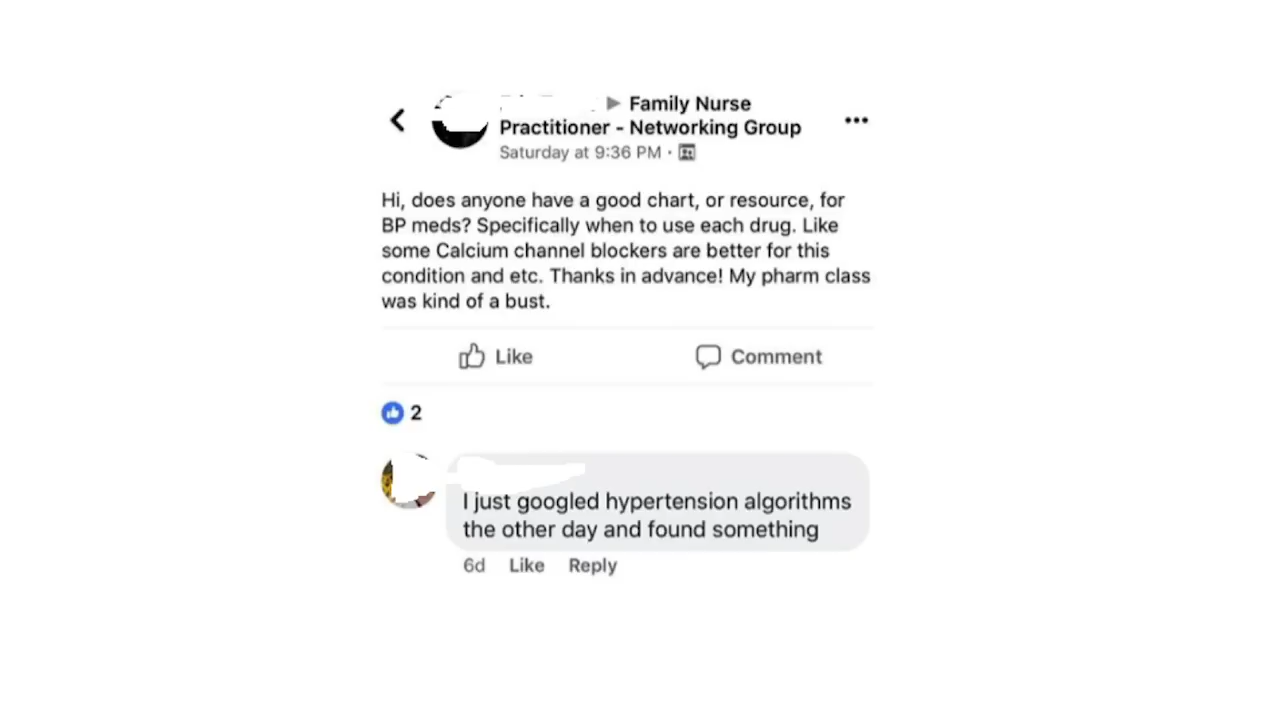 Family Nurse
Practitioner - Networking Group
Saturday at 9:36 PM ·
Hi, does anyone have a good chart, or resource, for
BP meds? Specifically when to use each drug. Like
some Calcium channel blockers are better for this
condition and etc. Thanks in advance! My pharm class
was kind of a bust.
Like Comment
2
I just googled hypertension algorithms
the other day and found something
6d Like Reply